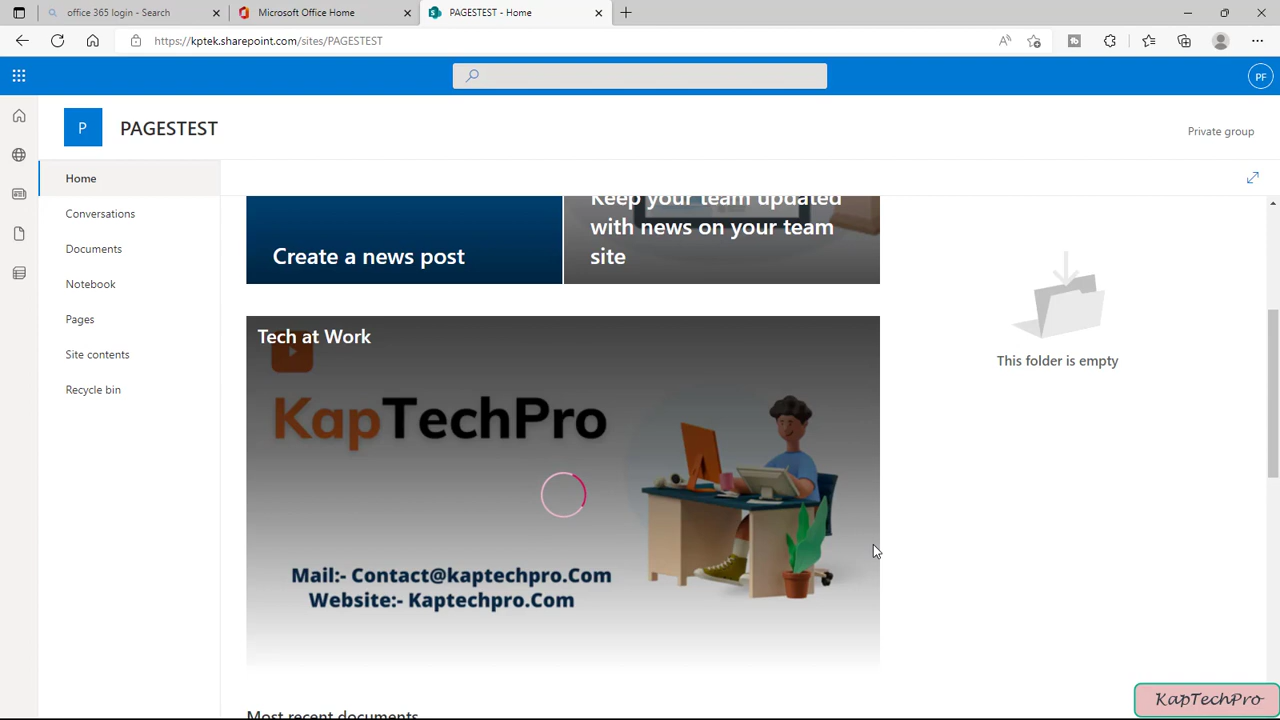 office 365 login - Search
Microsoft Office Home
PAGESTEST - Home
https://kptek.sharepoint.com/sites/PAGESTEST
PF
P
PAGESTEST
Private group
Home
Conversations
Documents
Notebook
Pages
Site contents
Recycle bin
Create a news post
Keep your team updated
with news on your team
site
This folder is empty
Tech at Work
KapTechPro
Mail:- Contact@kaptechpro.Com
Website:- Kaptechpro.Com
Most recent documents
KapTechPro